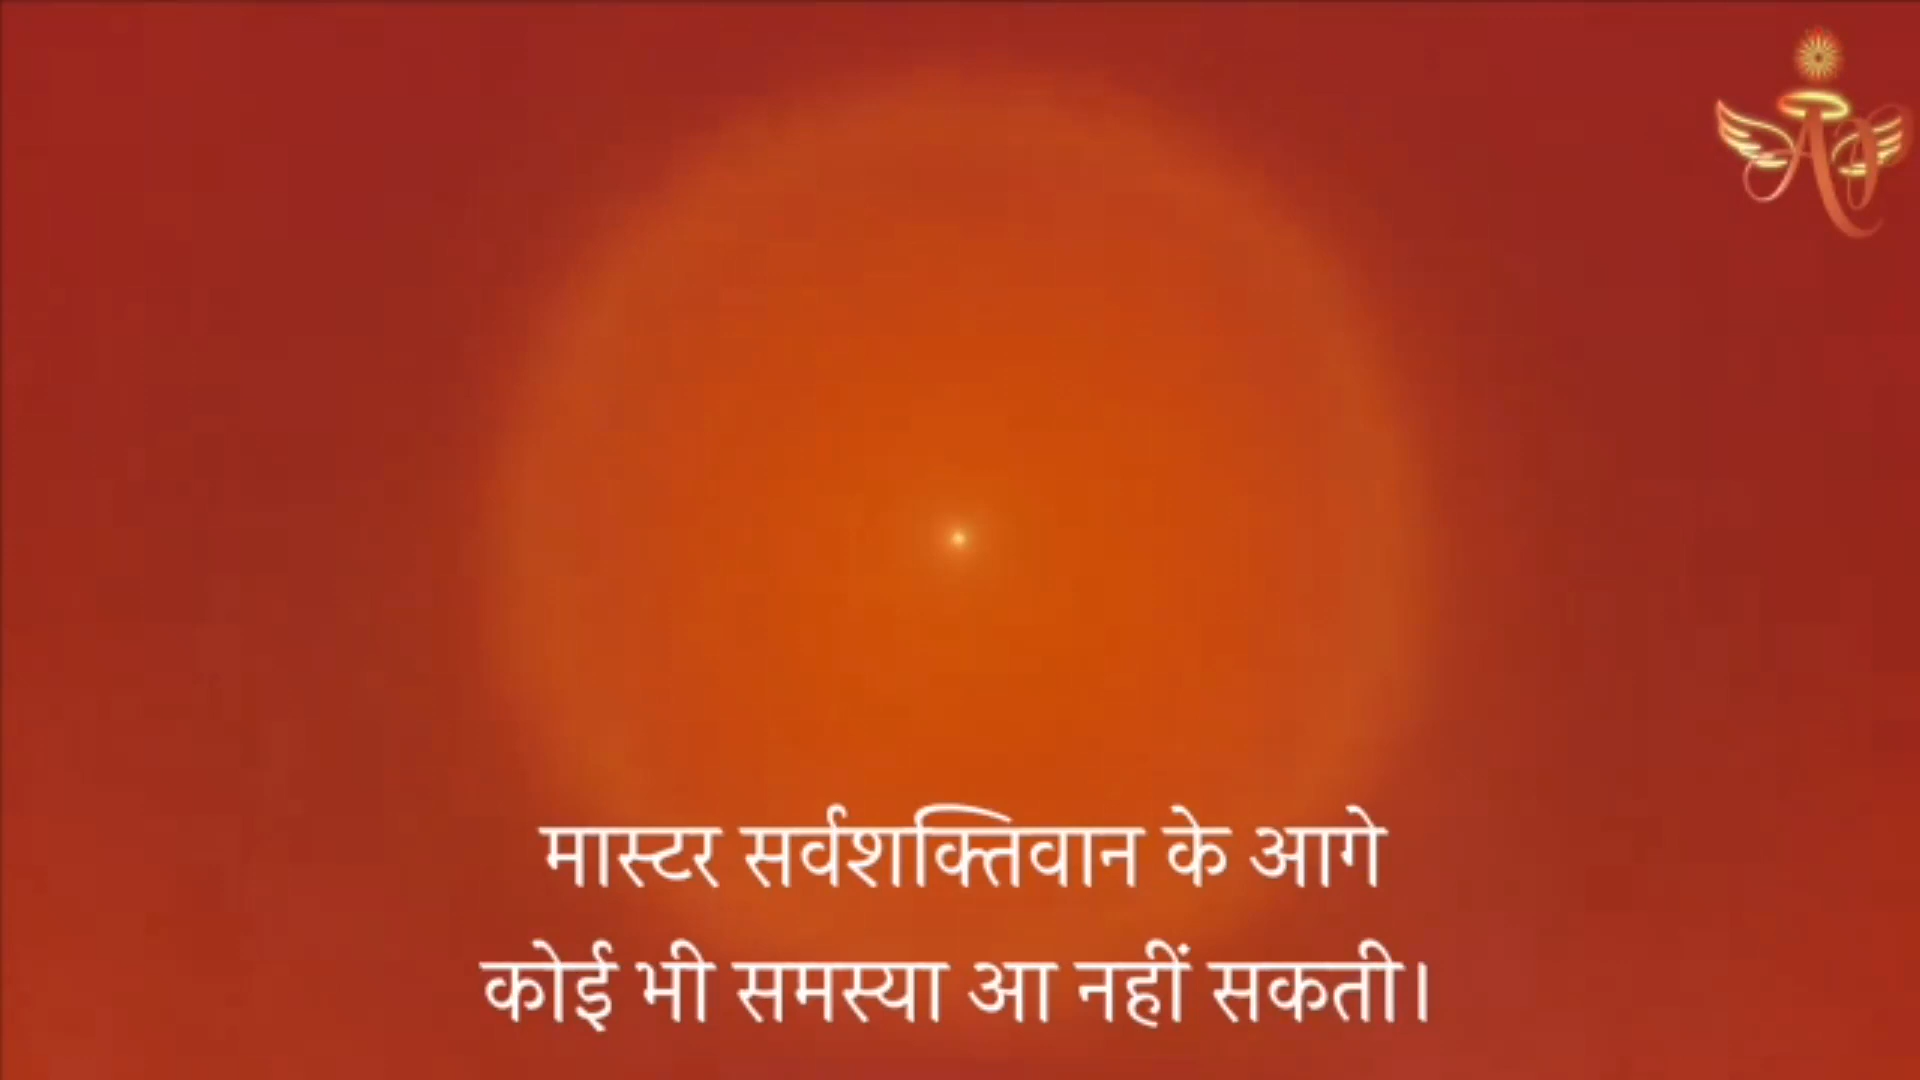 मास्टर सर्वशक्तिवान के आगे
कोई भी समस्या आ नहीं सकती।